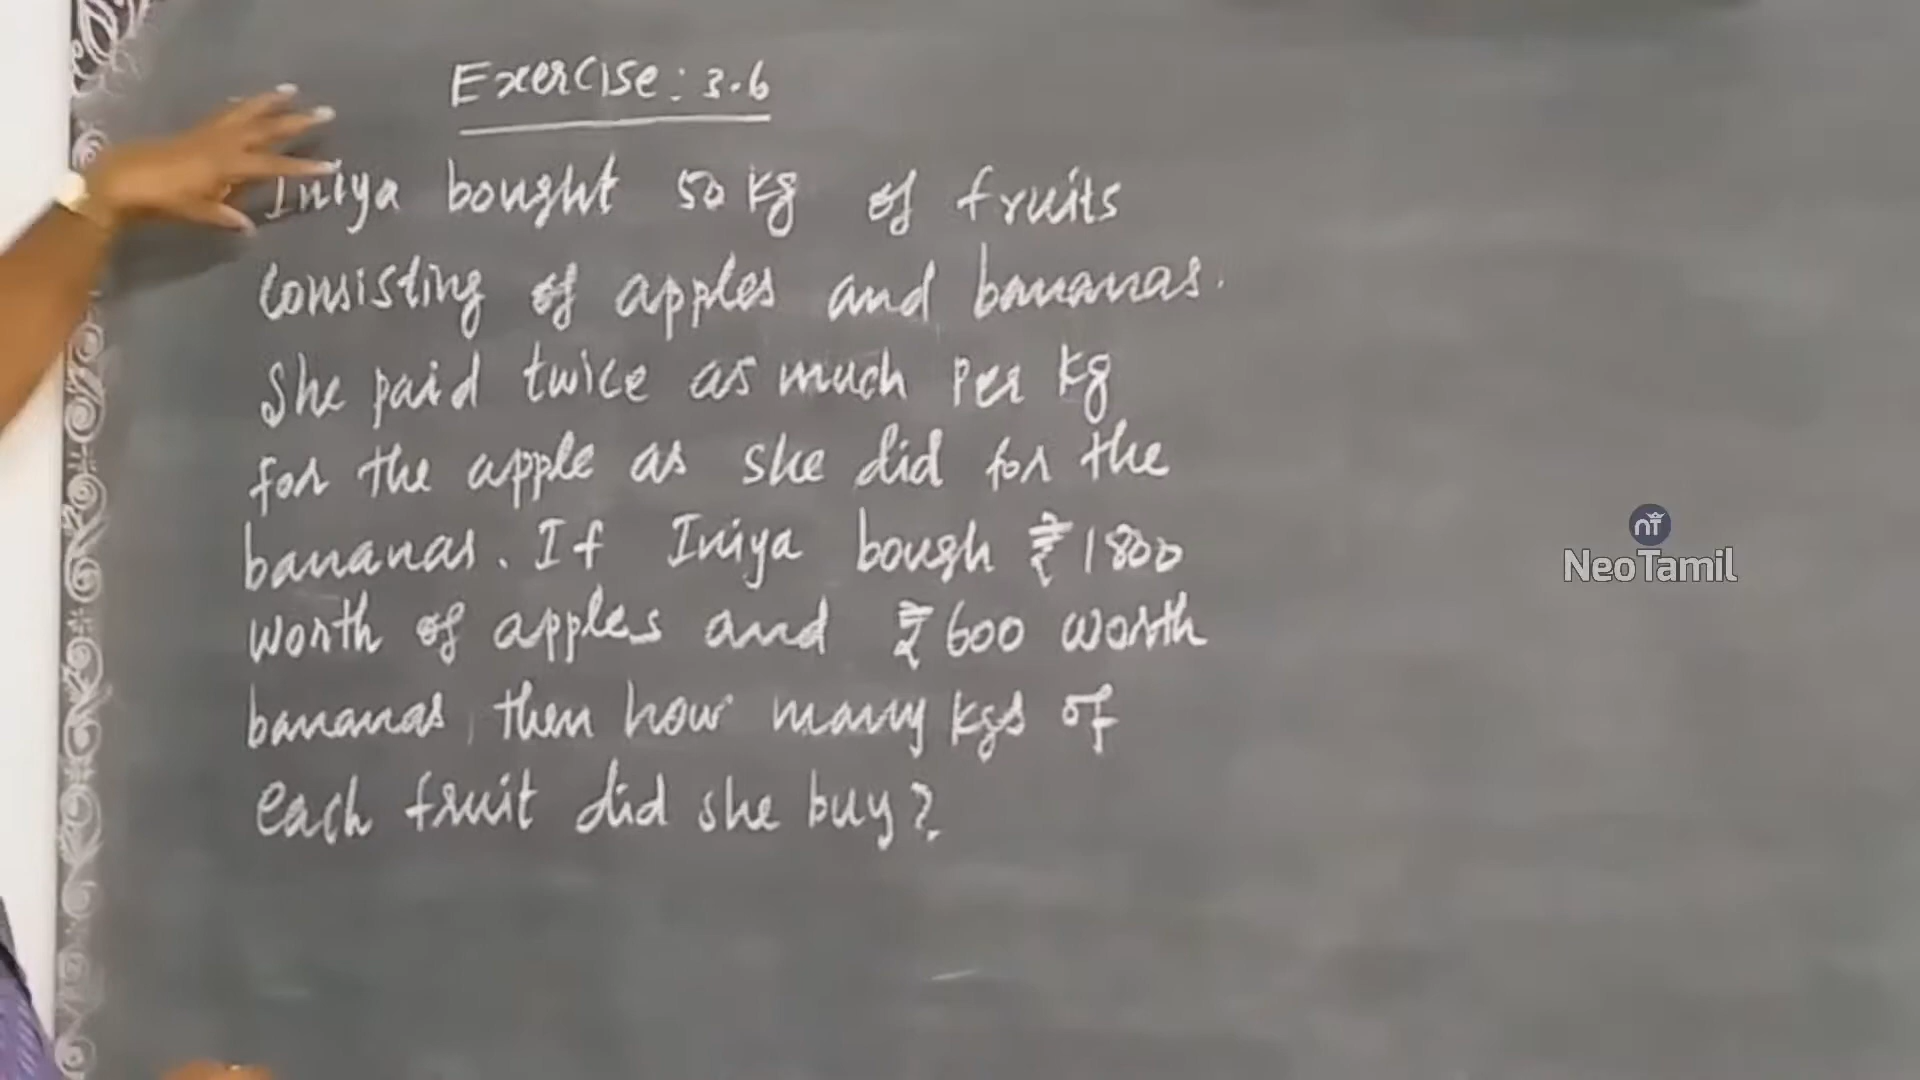 Exercise: 3.6
Iniya bought 50 kg of fruits
consisting of apples and bananas.
She paid twice as much per kg
for the apple as she did for the
bananas. If Iniya bough ₹ 1800
worth of apples and ₹ 600 worth
bananas, then how many kgs of
each fruit did she buy?
nT
NeoTamil